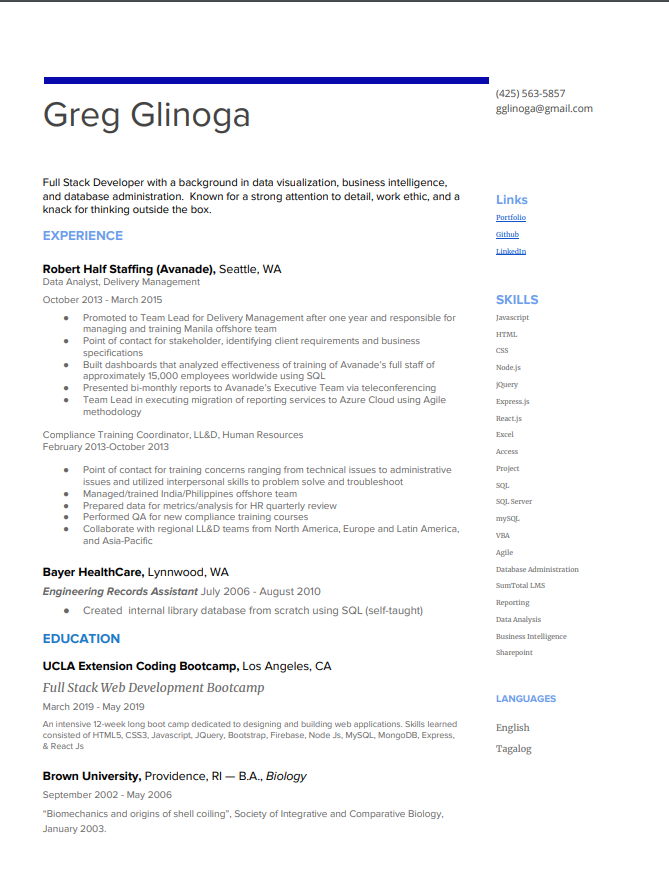 Greg Glinoga
(425) 563-5857
gglinoga@gmail.com
Full Stack Developer with a background in data visualization, business intelligence,
and database administration.  Known for a strong attention to detail, work ethic, and a
knack for thinking outside the box.
EXPERIENCE
Robert Half Staffing (Avanade), Seattle, WA
Data Analyst, Delivery Management
October 2013 - March 2015
● Promoted to Team Lead for Delivery Management after one year and responsible for
managing and training Manila offshore team
● Point of contact for stakeholder, identifying client requirements and business
specifications
● Built dashboards that analyzed effectiveness of training of Avanade's full staff of
approximately 15,000 employees worldwide using SQL
● Presented bi-monthly reports to Avanade's Executive Team via teleconferencing
● Team Lead in executing migration of reporting services to Azure Cloud using Agile
methodology
Compliance Training Coordinator, LL&D, Human Resources
February 2013-October 2013
● Point of contact for training concerns ranging from technical issues to administrative
issues and utilized interpersonal skills to problem solve and troubleshoot
● Managed/trained India/Philippines offshore team
● Prepared data for metrics/analysis for HR quarterly review
● Performed QA for new compliance training courses
● Collaborate with regional LL&D teams from North America, Europe and Latin America,
and Asia-Pacific
Bayer HealthCare, Lynnwood, WA
Engineering Records Assistant July 2006 - August 2010
● Created  internal library database from scratch using SQL (self-taught)
EDUCATION
UCLA Extension Coding Bootcamp, Los Angeles, CA
Full Stack Web Development Bootcamp
March 2019 - May 2019
An intensive 12-week long boot camp dedicated to designing and building web applications. Skills learned
consisted of HTML5, CSS3, Javascript, JQuery, Bootstrap, Firebase, Node Js, MySQL, MongoDB, Express,
& React Js
Brown University, Providence, RI — B.A., Biology
September 2002 - May 2006
"Biomechanics and origins of shell coiling", Society of Integrative and Comparative Biology,
January 2003.
Links
Portfolio
Github
LinkedIn
SKILLS
Javascript
HTML
CSS
Node.js
jQuery
Express.js
React.js
Excel
Access
Project
SQL
SQL Server
mySQL
VBA
Agile
Database Administration
SumTotal LMS
Reporting
Data Analysis
Business Intelligence
Sharepoint
LANGUAGES
English
Tagalog